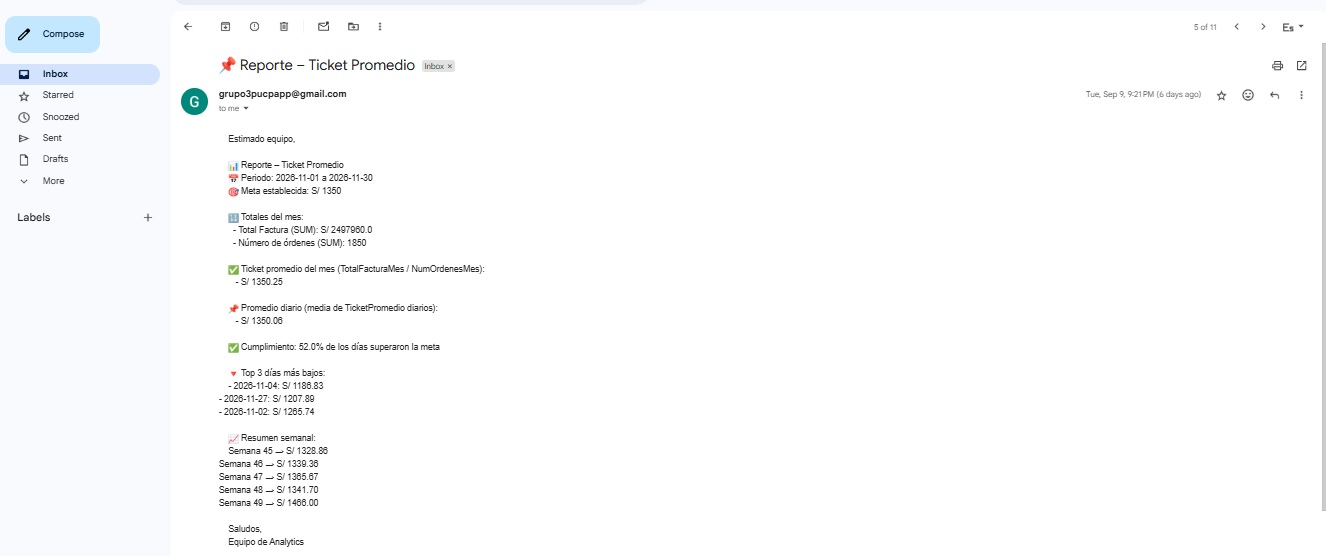 Compose
Inbox
Starred
Snoozed
Sent
Drafts
More
Labels
5 of 11
Es
📌 Reporte – Ticket Promedio
Inbox ×
G
grupo3pucpapp@gmail.com
to me
Tue, Sep 9, 9:21 PM (6 days ago)
Estimado equipo,
📊 Reporte – Ticket Promedio
📅 Periodo: 2026-11-01 a 2026-11-30
🎯 Meta establecida: S/ 1350
🔢 Totales del mes:
- Total Factura (SUM): S/ 2497960.0
- Número de órdenes (SUM): 1850
✅ Ticket promedio del mes (TotalFacturaMes / NumOrdenesMes):
- S/ 1350.25
📌 Promedio diario (media de TicketPromedio diarios):
- S/ 1350.06
✅ Cumplimiento: 52.0% de los días superaron la meta
🔻 Top 3 días más bajos:
- 2026-11-04: S/ 1186.83
- 2026-11-27: S/ 1207.89
- 2026-11-02: S/ 1265.74
📈 Resumen semanal:
Semana 45 → S/ 1328.86
Semana 46 → S/ 1339.36
Semana 47 → S/ 1365.67
Semana 48 → S/ 1341.70
Semana 49 → S/ 1466.00
Saludos,
Equipo de Analytics